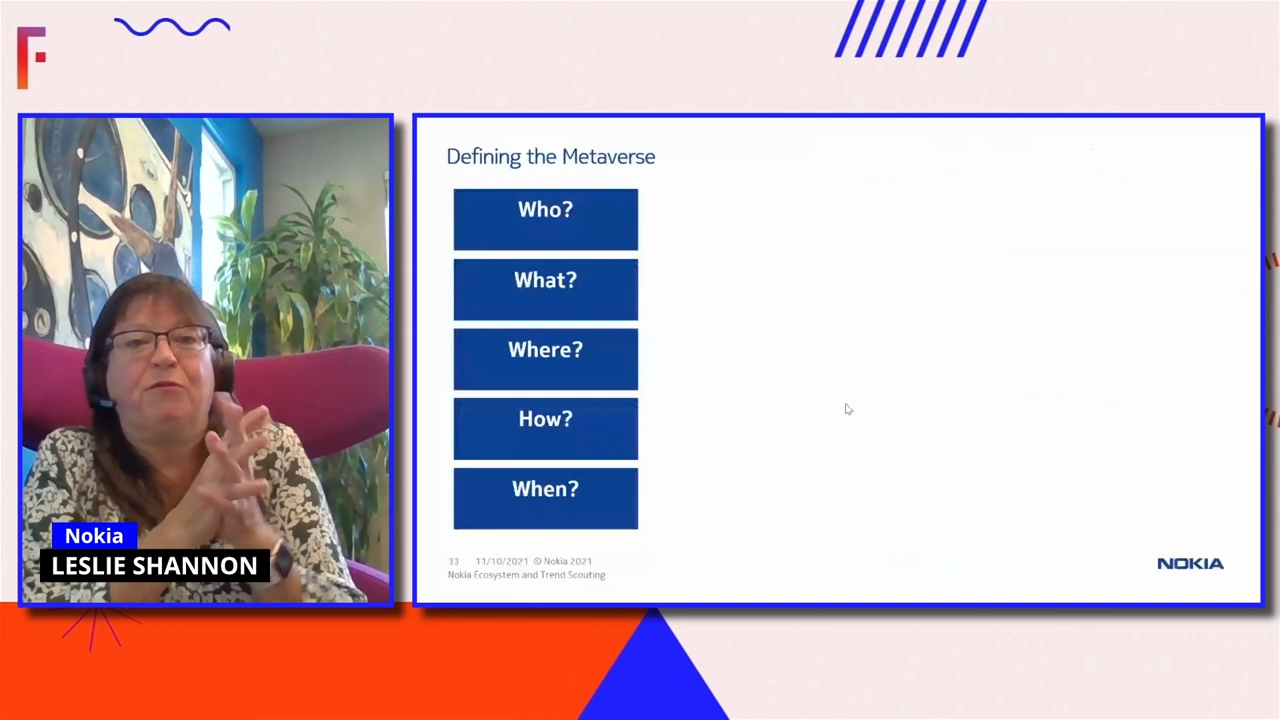 F
Nokia
LESLIE SHANNON
Defining the Metaverse
Who?
What?
Where?
How?
When?
33 11/10/2021 © Nokia 2021
Nokia Ecosystem and Trend Scouting
NOKIA